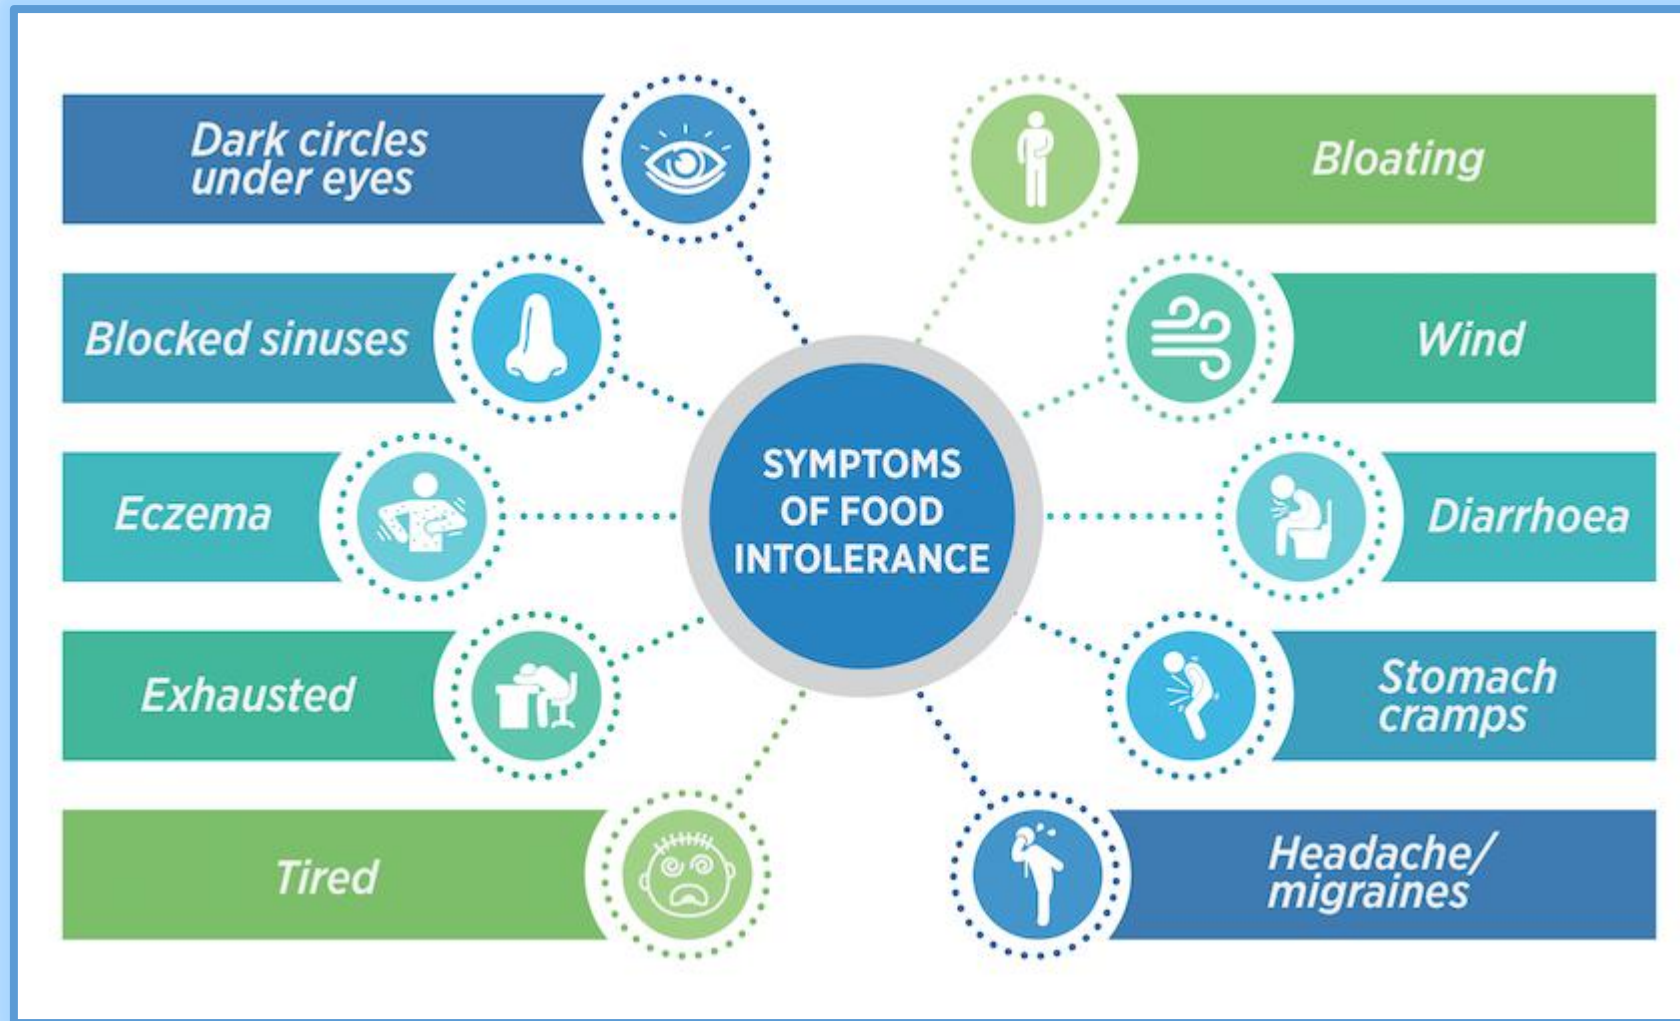 Dark circles
under eyes
Blocked sinuses
Eczema
Exhausted
Tired
SYMPTOMS
OF FOOD
INTOLERANCE
Bloating
Wind
Diarrhoea
Stomach
cramps
Headache/
migraines